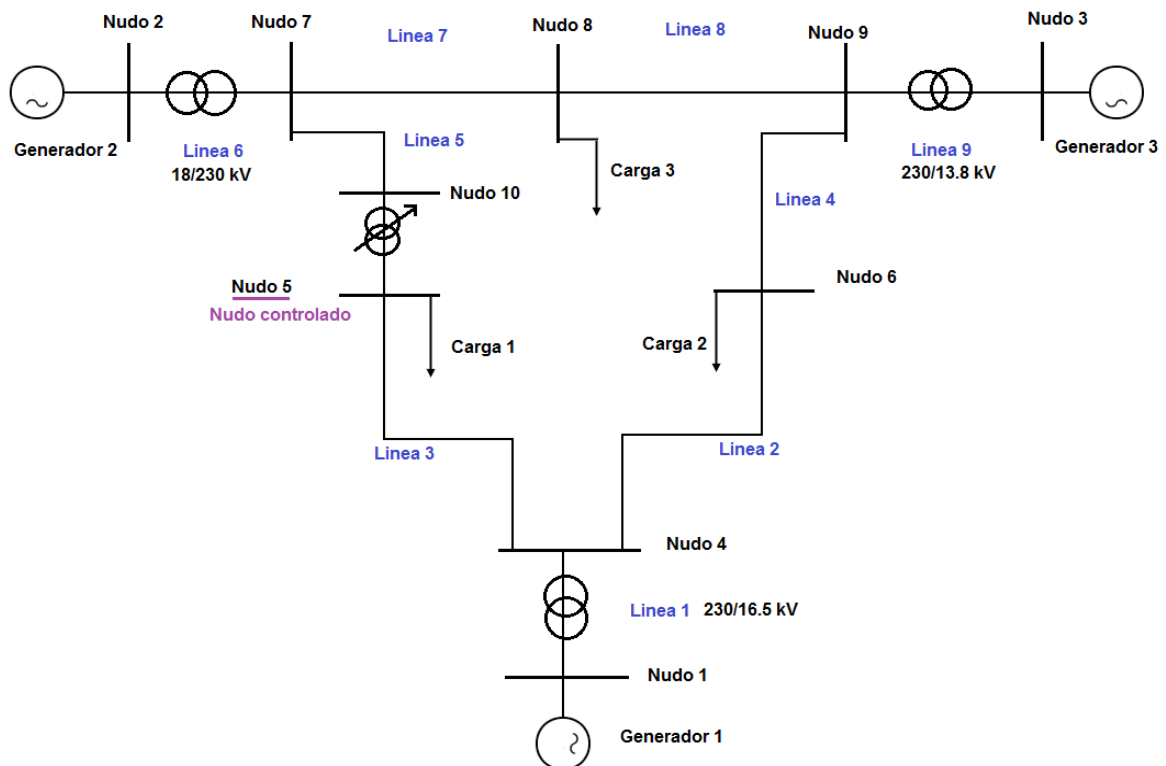 Nudo 2
Nudo 7
Linea 7
Nudo 8
Linea 8
Nudo 9
Nudo 3
Generador 2
Linea 6
18/230 kV
Linea 5
Carga 3
Linea 9
230/13.8 kV
Generador 3
Nudo 10
Linea 4
Nudo 5
Nudo controlado
Nudo 6
Carga 1
Carga 2
Linea 3
Linea 2
Nudo 4
Linea 1 230/16.5 kV
Nudo 1
Generador 1